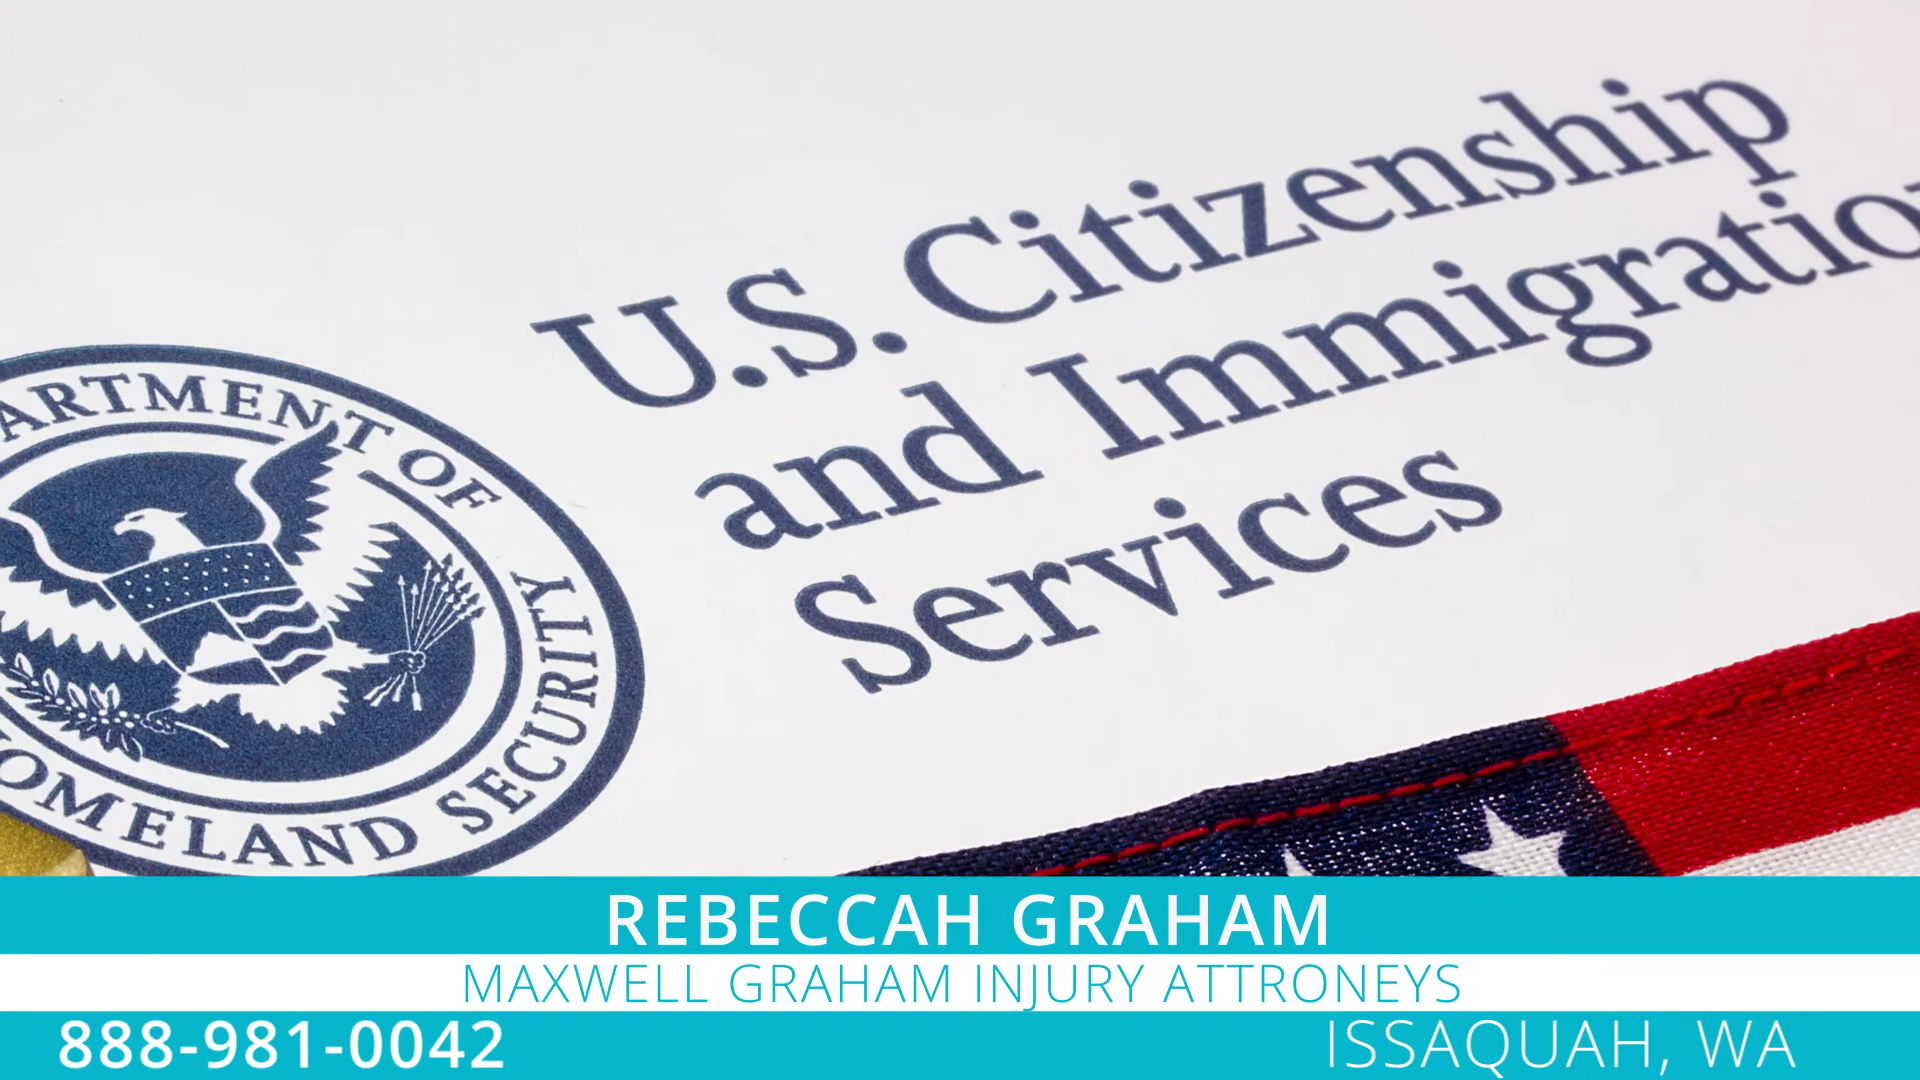 U.S. Citizenship
and Immigratio
Services
ARTMENT OF
OMELAND SECURITY
REBECCAH GRAHAM
MAXWELL GRAHAM INJURY ATTRONEYS
888-981-0042
ISSAQUAH, WA